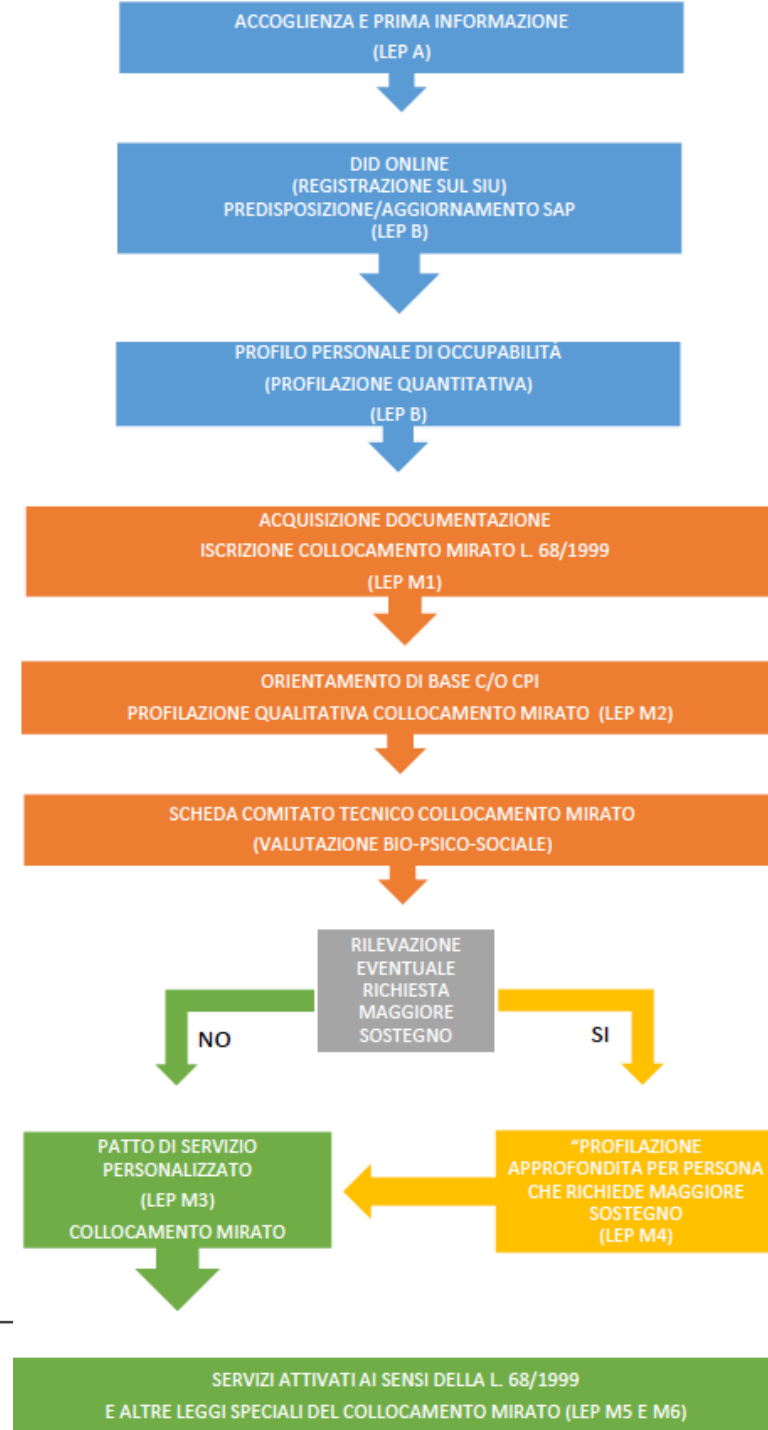 ACCOGLIENZA E PRIMA INFORMAZIONE
(LEP A)
DID ONLINE
(REGISTRAZIONE SUL SIU)
PREDISPOSIZIONE/AGGIORNAMENTO SAP
(LEP B)
PROFILO PERSONALE DI OCCUPABILITÀ
(PROFILAZIONE QUANTITATIVA)
(LEP B)
ACQUISIZIONE DOCUMENTAZIONE
ISCRIZIONE COLLOCAMENTO MIRATO L. 68/1999
(LEP M1)
ORIENTAMENTO DI BASE C/O CPI
PROFILAZIONE QUALITATIVA COLLOCAMENTO MIRATO (LEP M2)
SCHEDA COMITATO TECNICO COLLOCAMENTO MIRATO
(VALUTAZIONE BIO-PSICO-SOCIALE)
RILEVAZIONE
EVENTUALE
RICHIESTA
MAGGIORE
SOSTEGNO
NO
SI
PATTO DI SERVIZIO
PERSONALIZZATO
(LEP M3)
COLLOCAMENTO MIRATO
"PROFILAZIONE
APPROFONDITA PER PERSONA
CHE RICHIEDE MAGGIORE
SOSTEGNO
(LEP M4)
SERVIZI ATTIVATI AI SENSI DELLA L. 68/1999
E ALTRE LEGGI SPECIALI DEL COLLOCAMENTO MIRATO (LEP M5 E M6)